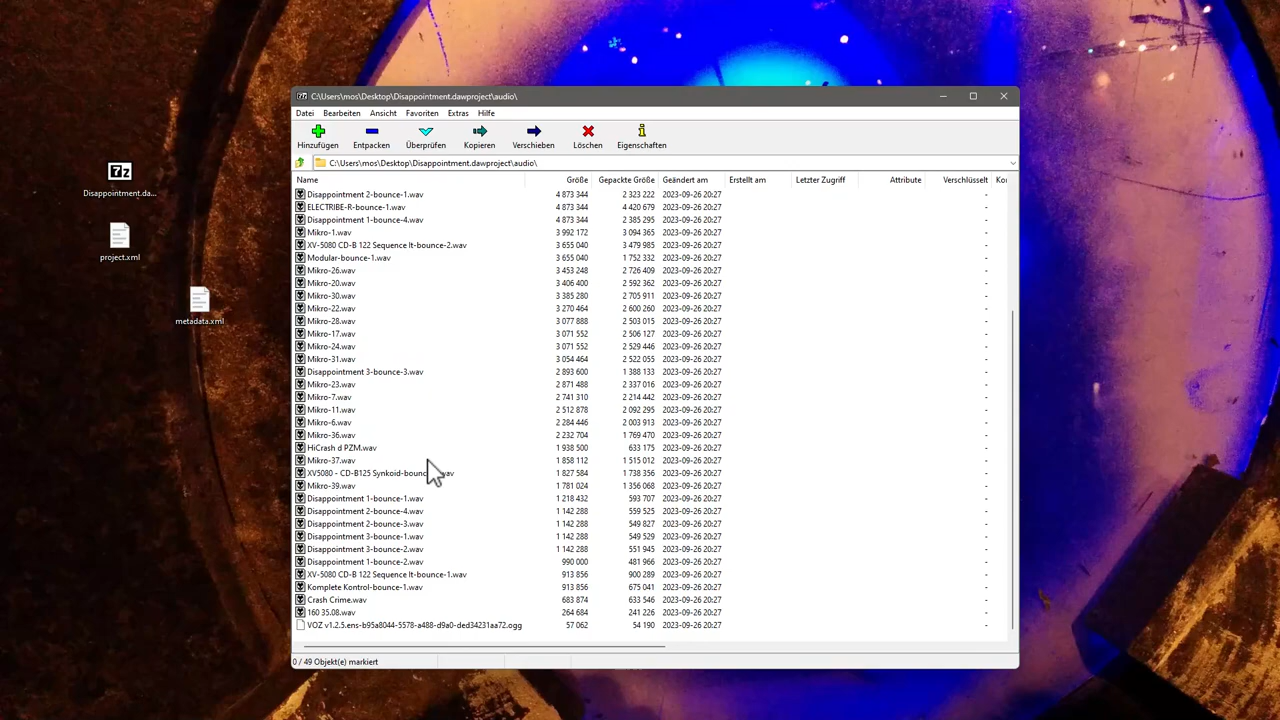 C:\Users\mos\Desktop\Disappointment.dawproject\audio\
Datei Bearbeiten Ansicht Favoriten Extras Hilfe
Hinzufügen Entpacken Überprüfen Kopieren Verschieben Löschen Eigenschaften
C:\Users\mos\Desktop\Disappointment.dawproject\audio\
Name Größe Gepackte Größe Geändert am Erstellt am Letzter Zugriff Attribute Verschlüsselt Ko
Disappointment 2-bounce-1.wav 4 873 344 2 323 222 2023-09-26 20:27 -
ELECTRIBE-R-bounce-1.wav 4 873 344 4 420 679 2023-09-26 20:27 -
Disappointment 1-bounce-4.wav 4 873 344 2 385 295 2023-09-26 20:27 -
Mikro-1.wav 3 992 172 3 094 365 2023-09-26 20:27 -
XV-5080 CD-B 122 Sequence lt-bounce-2.wav 3 655 040 3 479 985 2023-09-26 20:27 -
Modular-bounce-1.wav 3 655 040 1 752 332 2023-09-26 20:27 -
Mikro-26.wav 3 453 248 2 726 409 2023-09-26 20:27 -
Mikro-20.wav 3 406 400 2 592 362 2023-09-26 20:27 -
Mikro-30.wav 3 385 280 2 705 911 2023-09-26 20:27 -
Mikro-22.wav 3 270 464 2 600 260 2023-09-26 20:27 -
Mikro-28.wav 3 077 888 2 503 015 2023-09-26 20:27 -
Mikro-17.wav 3 071 552 2 506 127 2023-09-26 20:27 -
Mikro-24.wav 3 071 552 2 529 446 2023-09-26 20:27 -
Mikro-31.wav 3 054 464 2 522 055 2023-09-26 20:27 -
Disappointment 3-bounce-3.wav 2 893 600 1 388 133 2023-09-26 20:27 -
Mikro-23.wav 2 871 488 2 337 016 2023-09-26 20:27 -
Mikro-7.wav 2 741 310 2 214 442 2023-09-26 20:27 -
Mikro-11.wav 2 512 878 2 092 295 2023-09-26 20:27 -
Mikro-6.wav 2 284 446 2 003 913 2023-09-26 20:27 -
Mikro-36.wav 2 232 704 1 769 470 2023-09-26 20:27 -
HiCrash d PZM.wav 1 938 500 633 175 2023-09-26 20:27 -
Mikro-37.wav 1 858 112 1 515 012 2023-09-26 20:27 -
XV5080 - CD-B125 Synkoid-bounc wav 1 827 584 1 738 356 2023-09-26 20:27 -
Mikro-39.wav 1 781 024 1 356 068 2023-09-26 20:27 -
Disappointment 1-bounce-1.wav 1 218 432 593 707 2023-09-26 20:27 -
Disappointment 2-bounce-4.wav 1 142 288 559 525 2023-09-26 20:27 -
Disappointment 2-bounce-3.wav 1 142 288 549 827 2023-09-26 20:27 -
Disappointment 3-bounce-1.wav 1 142 288 549 529 2023-09-26 20:27 -
Disappointment 3-bounce-2.wav 1 142 288 551 945 2023-09-26 20:27 -
Disappointment 1-bounce-2.wav 990 000 481 966 2023-09-26 20:27 -
XV-5080 CD-B 122 Sequence lt-bounce-1.wav 913 856 900 289 2023-09-26 20:27 -
Komplete Kontrol-bounce-1.wav 913 856 675 041 2023-09-26 20:27 -
Crash Crime.wav 683 874 633 546 2023-09-26 20:27 -
160 35.08.wav 264 684 241 226 2023-09-26 20:27 -
VOZ v1.2.5.ens-b95a8044-5578-a488-d9a0-ded34231aa72.ogg 57 062 54 190 2023-09-26 20:27 -
0 / 49 Objekt(e) markiert
7z
Disappointment.da...
project.xml
metadata.xml